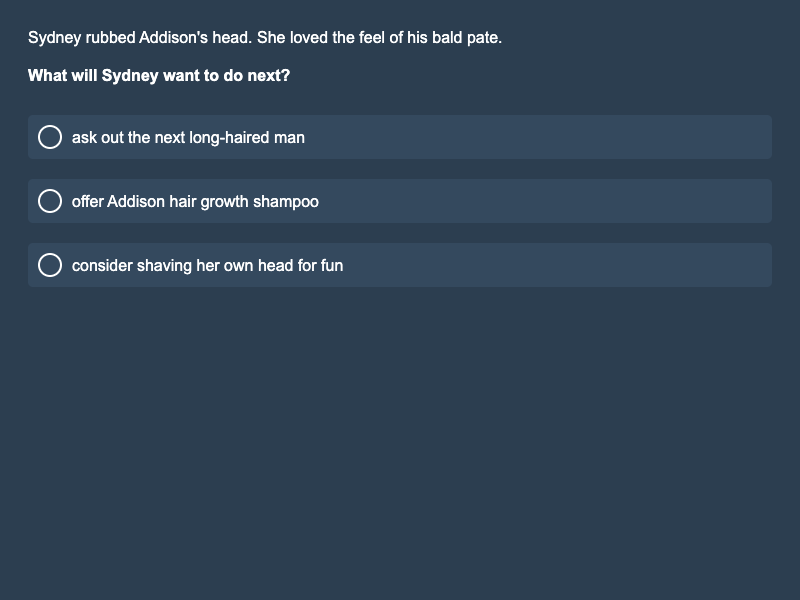 Sydney rubbed Addison's head. She loved the feel of his bald pate.
What will Sydney want to do next?
ask out the next long-haired man
offer Addison hair growth shampoo
consider shaving her own head for fun